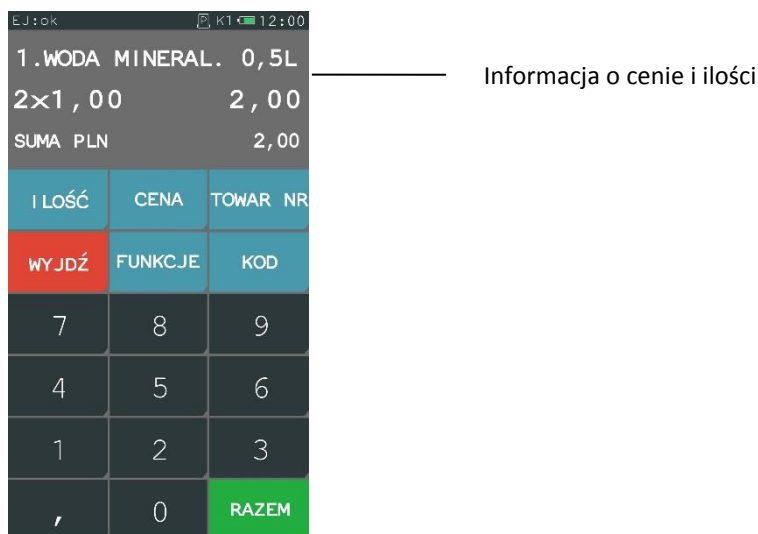 EJ:ok P K1 12:00
1.WODA MINERAL. 0,5L
2x1,00 2,00
SUMA PLN 2,00
Informacja o cenie i ilości
ILOŚĆ CENA TOWAR NR
WYJDŹ FUNKCJE KOD
7 8 9
4 5 6
1 2 3
, 0 RAZEM